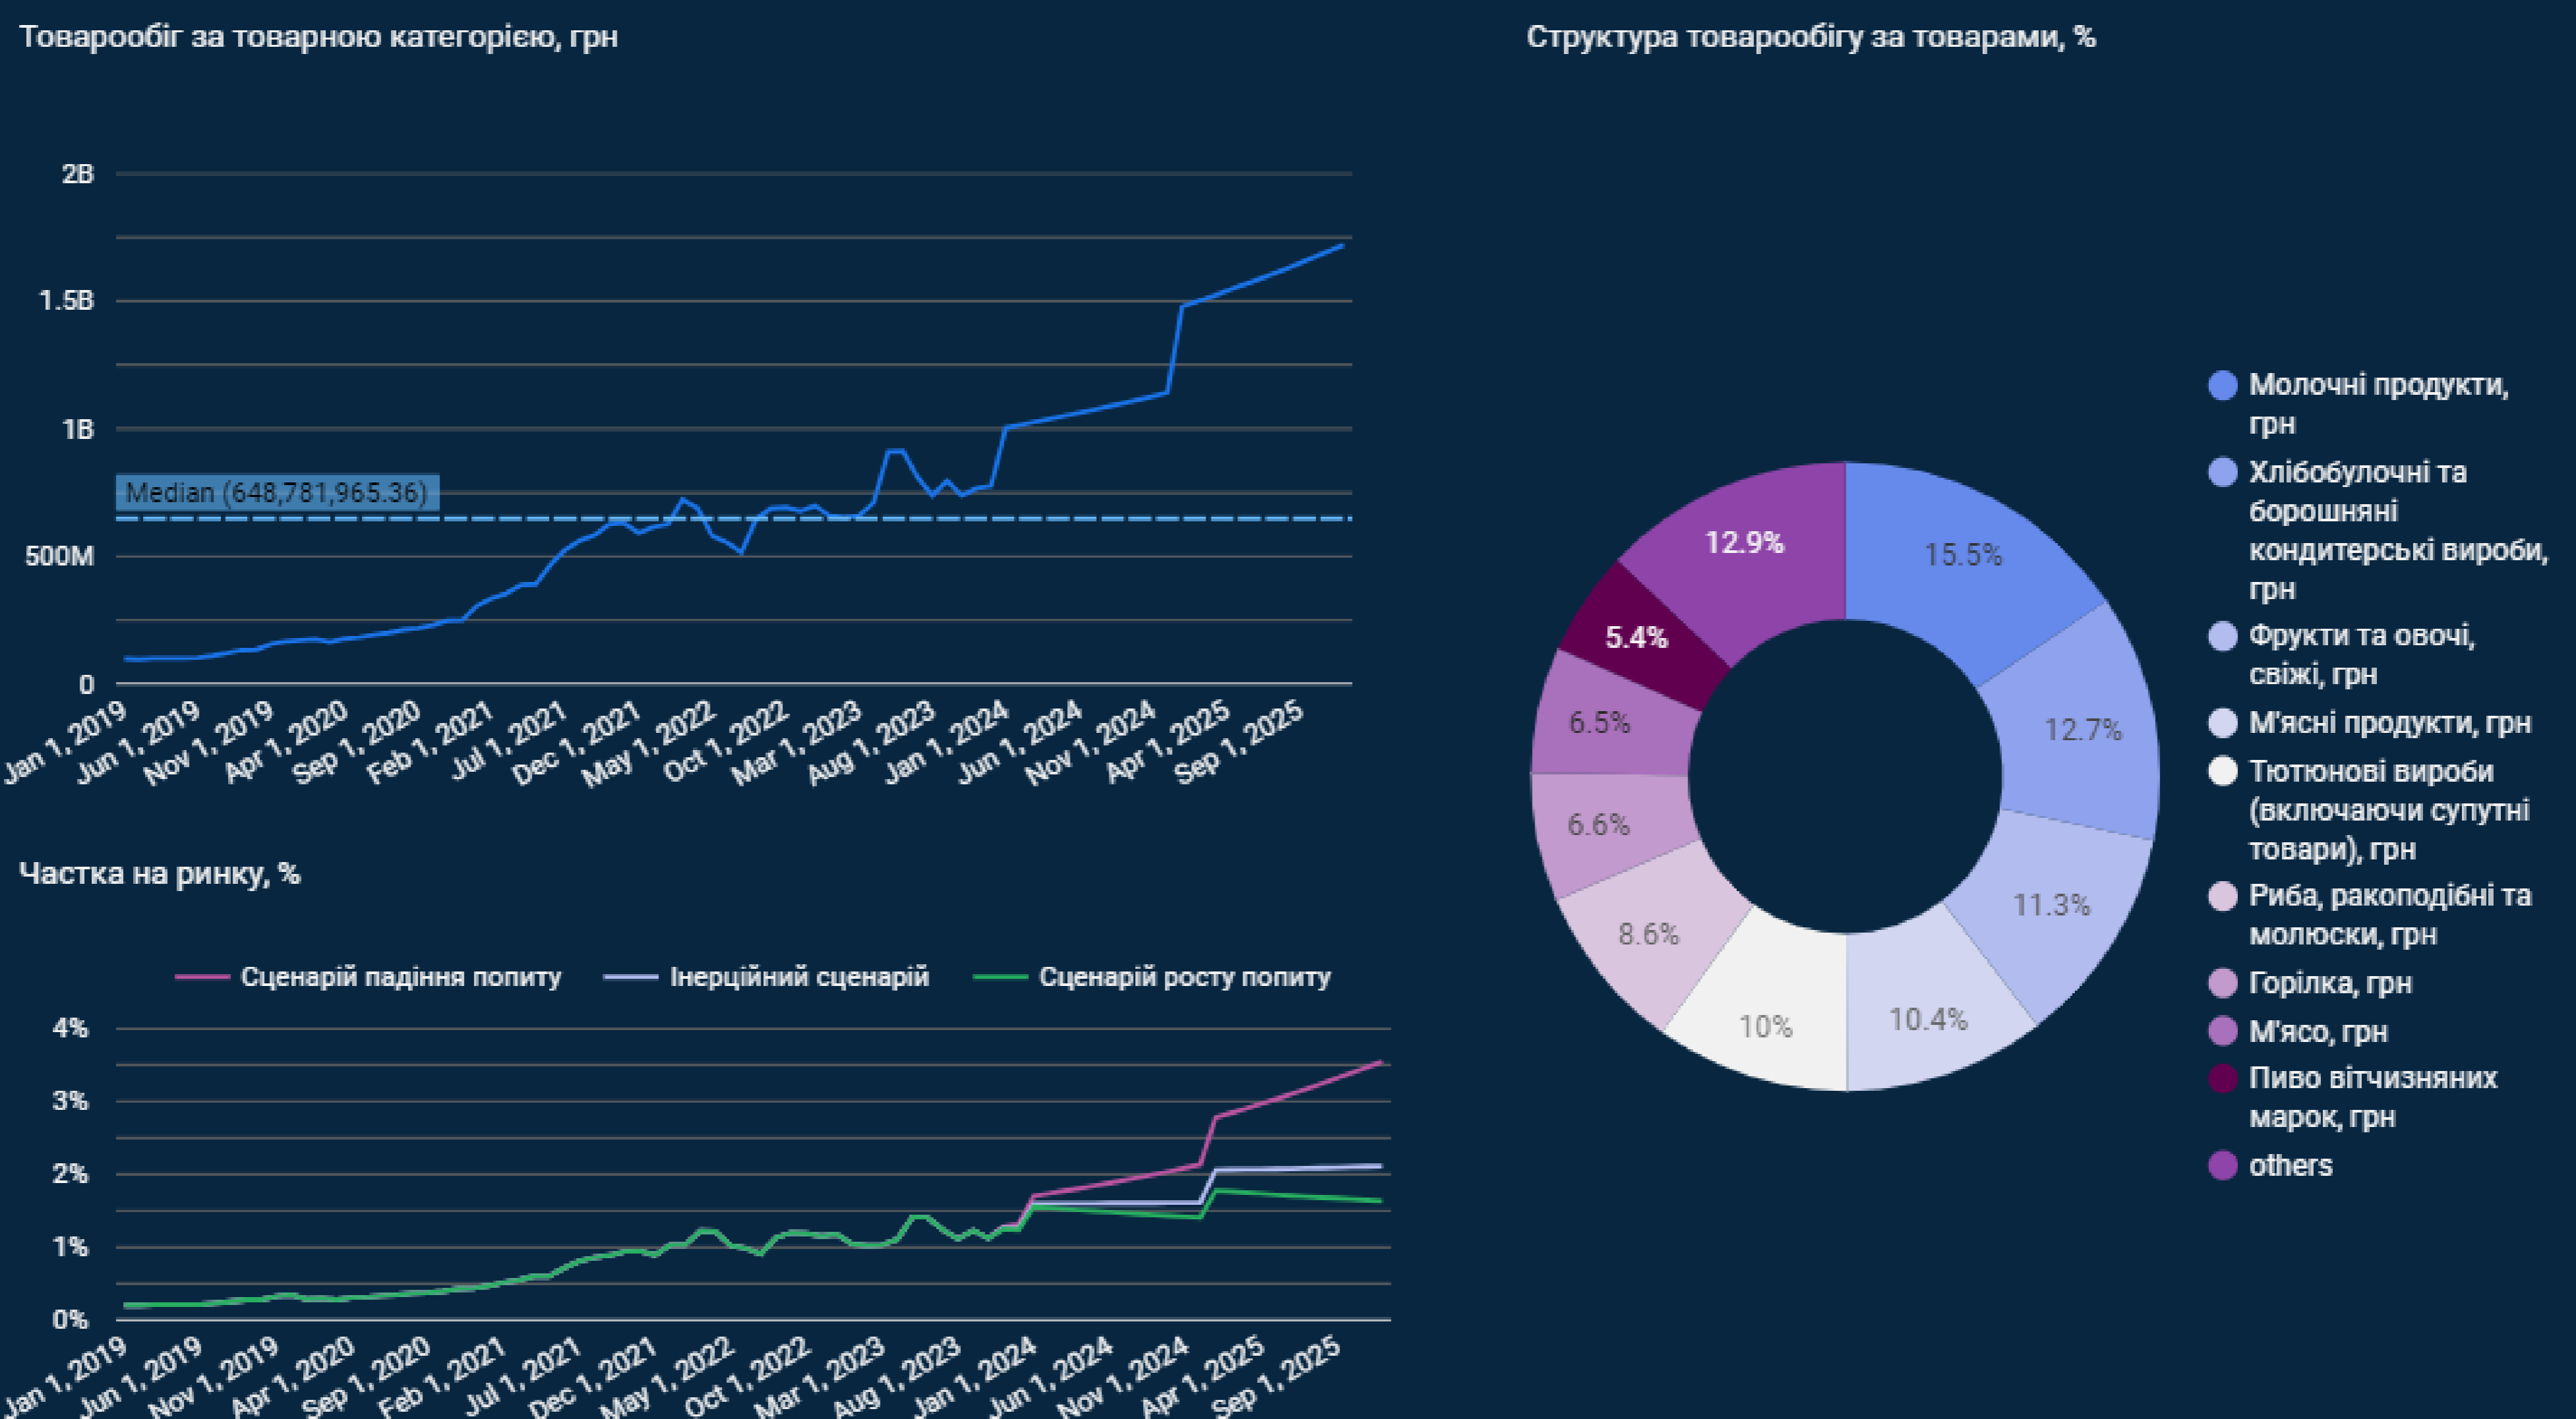 Товарообіг за товарною категорією, грн
2B
1.5B
1B
Median (648,781,965.36)
500M
0
Jan 1, 2019
Jun 1, 2019
Nov 1, 2019
Apr 1, 2020
Sep 1, 2020
Feb 1, 2021
Jul 1, 2021
Dec 1, 2021
May 1, 2022
Oct 1, 2022
Mar 1, 2023
Aug 1, 2023
Jan 1, 2024
Jun 1, 2024
Nov 1, 2024
Apr 1, 2025
Sep 1, 2025
Частка на ринку, %
Сценарій падіння попиту
Інерційний сценарій
Сценарій росту попиту
4%
3%
2%
1%
0%
Jan 1, 2019
Jun 1, 2019
Nov 1, 2019
Apr 1, 2020
Sep 1, 2020
Feb 1, 2021
Jul 1, 2021
Dec 1, 2021
May 1, 2022
Oct 1, 2022
Mar 1, 2023
Aug 1, 2023
Jan 1, 2024
Jun 1, 2024
Nov 1, 2024
Apr 1, 2025
Sep 1, 2025
Структура товарообігу за товарами, %
15.5%
12.7%
11.3%
10.4%
10%
8.6%
6.6%
6.5%
5.4%
12.9%
Молочні продукти,
грн
Хлібобулочні та
борошняні
кондитерські вироби,
грн
Фрукти та овочі,
свіжі, грн
М'ясні продукти, грн
Тютюнові вироби
(включаючи супутні
товари), грн
Риба, ракоподібні та
молюски, грн
Горілка, грн
М'ясо, грн
Пиво вітчизняних
марок, грн
others